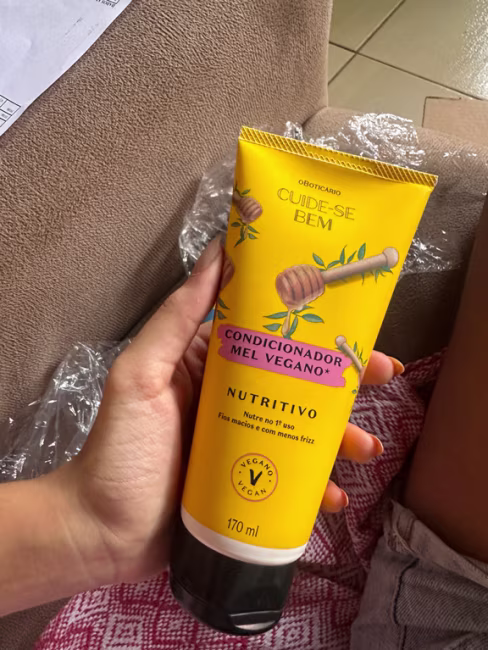 oBOTICÁRIO
CUIDE-SE
BEM
CONDICIONADOR
MEL VEGANO*
NUTRITIVO
Nutre no 1º uso
Fios macios e com menos frizz
VEGANO
V
VEGAN
170 ml